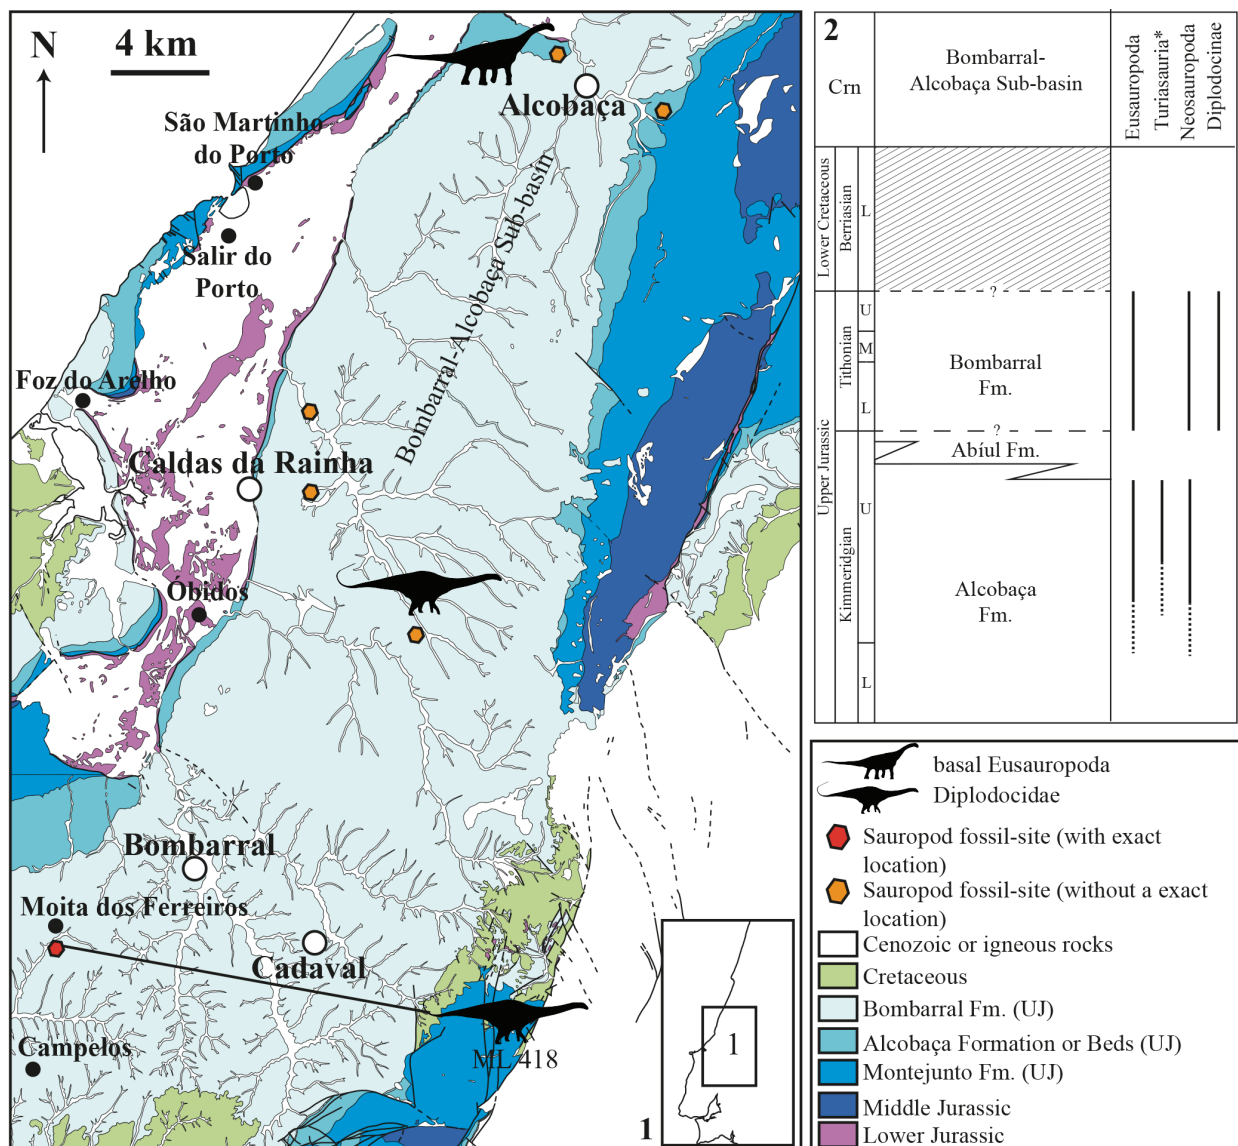 N
4 km
Alcobaça
São Martinho
do Porto
Salir do
Porto
Bombarral-Alcobaça Sub-basin
Foz do Arelho
Caldas da Rainha
Óbidos
Bombarral
Moita dos Ferreiros
Cadaval
Campelos
ML 418
1
1
2
Crn
Bombarral-
Alcobaça Sub-basin
Eusauropoda
Turiasauria*
Neosauropoda
Diplodocinae
Lower Cretaceous
Berriasian
L
?
Upper Jurassic
Tithonian
U
M
L
Bombarral
Fm.
?
Abíul Fm.
Kimmeridgian
U
L
Alcobaça
Fm.
basal Eusauropoda
Diplodocidae
Sauropod fossil-site (with exact
location)
Sauropod fossil-site (without a exact
location)
Cenozoic or igneous rocks
Cretaceous
Bombarral Fm. (UJ)
Alcobaça Formation or Beds (UJ)
Montejunto Fm. (UJ)
Middle Jurassic
Lower Jurassic